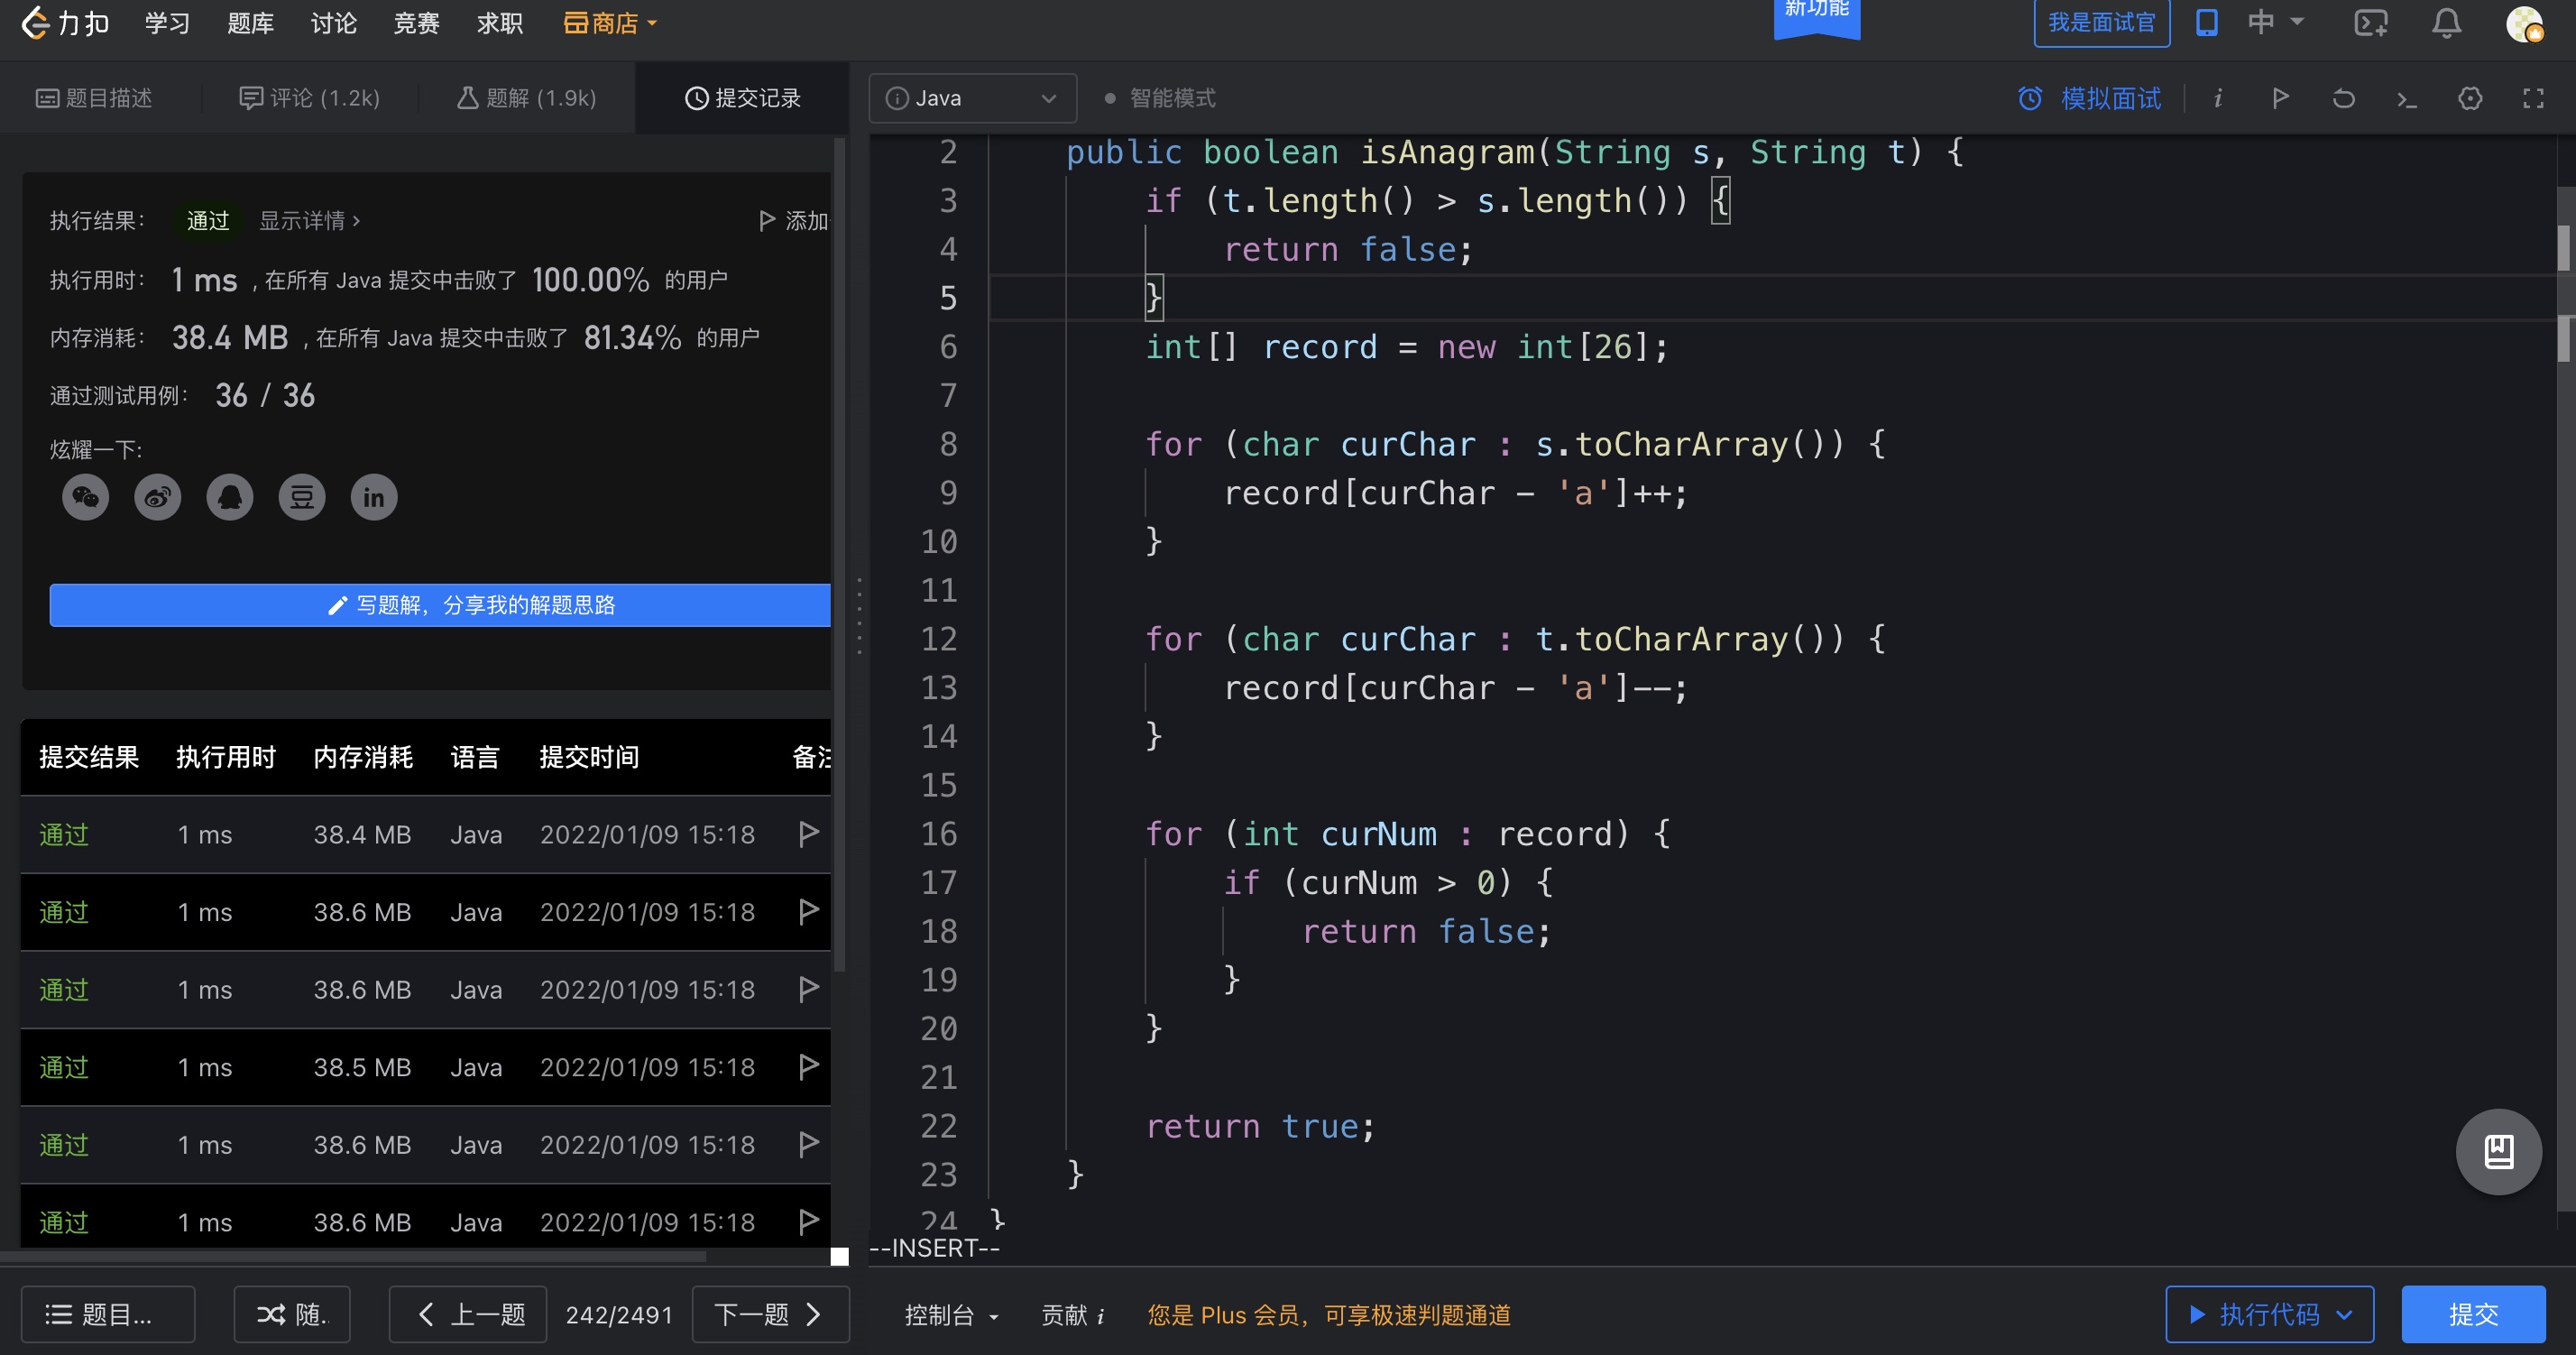 力扣 学习 题库 讨论 竞赛 求职 商店 新功能 我是面试官 中
题目描述 评论 (1.2k) 题解 (1.9k) 提交记录
执行结果： 通过 显示详情 › 添加
执行用时： 1 ms , 在所有 Java 提交中击败了 100.00% 的用户
内存消耗： 38.4 MB , 在所有 Java 提交中击败了 81.34% 的用户
通过测试用例： 36 / 36
炫耀一下:
豆 in
写题解，分享我的解题思路
提交结果 执行用时 内存消耗 语言 提交时间 备注
通过 1 ms 38.4 MB Java 2022/01/09 15:18
通过 1 ms 38.6 MB Java 2022/01/09 15:18
通过 1 ms 38.6 MB Java 2022/01/09 15:18
通过 1 ms 38.5 MB Java 2022/01/09 15:18
通过 1 ms 38.6 MB Java 2022/01/09 15:18
通过 1 ms 38.6 MB Java 2022/01/09 15:18
题目... 随. 上一题 242/2491 下一题
Java 智能模式 模拟面试 i
2 public boolean isAnagram(String s, String t) {
3 if (t.length() > s.length()) {
4 return false;
5 }
6 int[] record = new int[26];
7
8 for (char curChar : s.toCharArray()) {
9 record[curChar - 'a']++;
10 }
11
12 for (char curChar : t.toCharArray()) {
13 record[curChar - 'a']--;
14 }
15
16 for (int curNum : record) {
17 if (curNum > 0) {
18 return false;
19 }
20 }
21
22 return true;
23 }
24 }
--INSERT--
控制台 贡献 i 您是 Plus 会员，可享极速判题通道 执行代码 提交